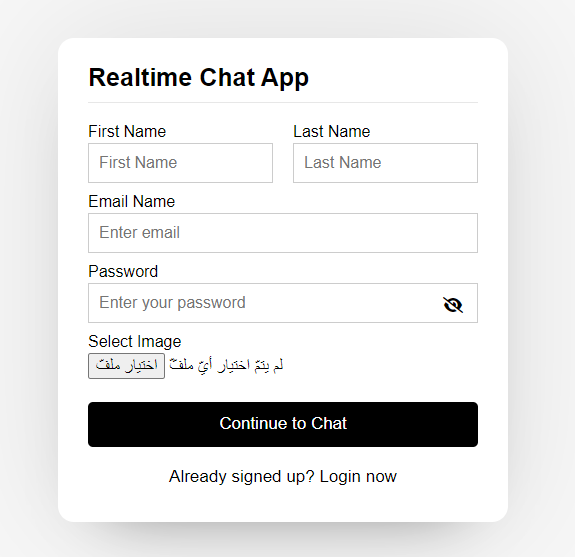 Realtime Chat App
First Name Last Name
First Name Last Name
Email Name
Enter email
Password
Enter your password
Select Image
اختيار ملفّ لم يتمّ اختيار أيّ ملفّ
Continue to Chat
Already signed up? Login now